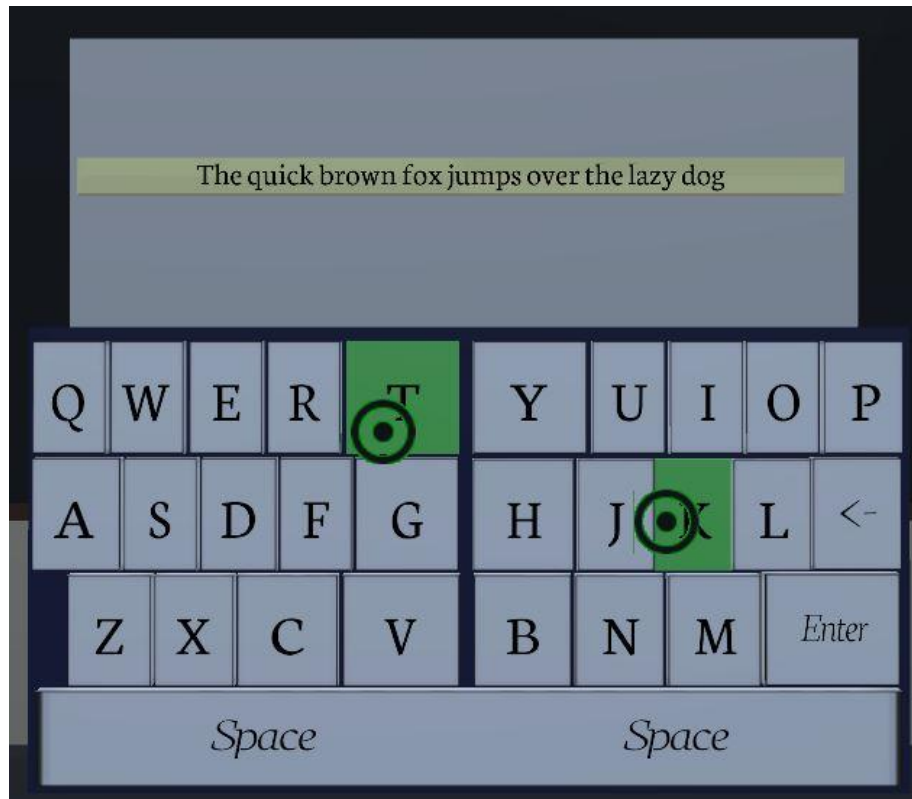 The quick brown fox jumps over the lazy dog
Q W E R T Y U I O P
A S D F G H J K L <-
Z X C V B N M Enter
Space Space